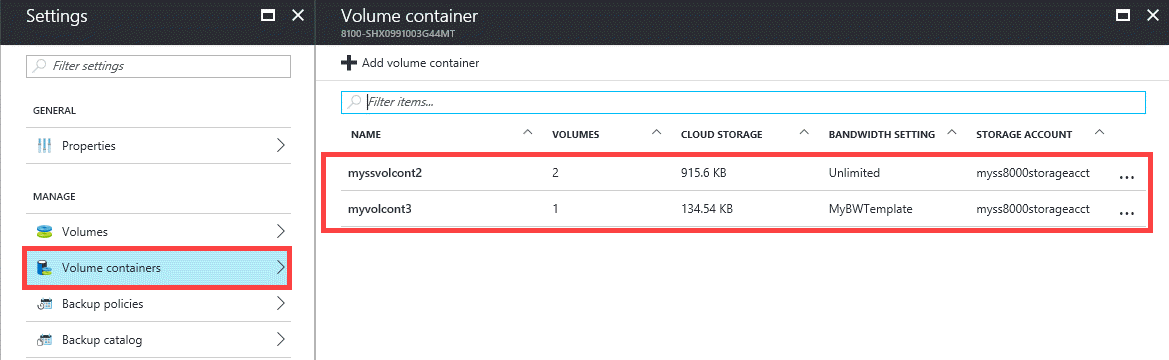 Settings
Filter settings
GENERAL
Properties
MANAGE
Volumes
Volume containers
Backup policies
Backup catalog
Volume container
8100-SHX0991003G44MT
Add volume container
Filter items...
NAME VOLUMES CLOUD STORAGE BANDWIDTH SETTING STORAGE ACCOUNT
myssvolcont2 2 915.6 KB Unlimited myss8000storageacct ...
myvolcont3 1 134.54 KB MyBWTemplate myss8000storageacct ...